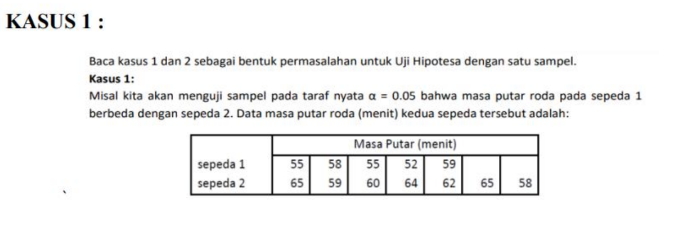 KASUS 1 :
Baca kasus 1 dan 2 sebagai bentuk permasalahan untuk Uji Hipotesa dengan satu sampel.
Kasus 1:
Misal kita akan menguji sampel pada taraf nyata α = 0.05 bahwa masa putar roda pada sepeda 1
berbeda dengan sepeda 2. Data masa putar roda (menit) kedua sepeda tersebut adalah:
Masa Putar (menit)
sepeda 1 55 58 55 52 59
sepeda 2 65 59 60 64 62 65 58